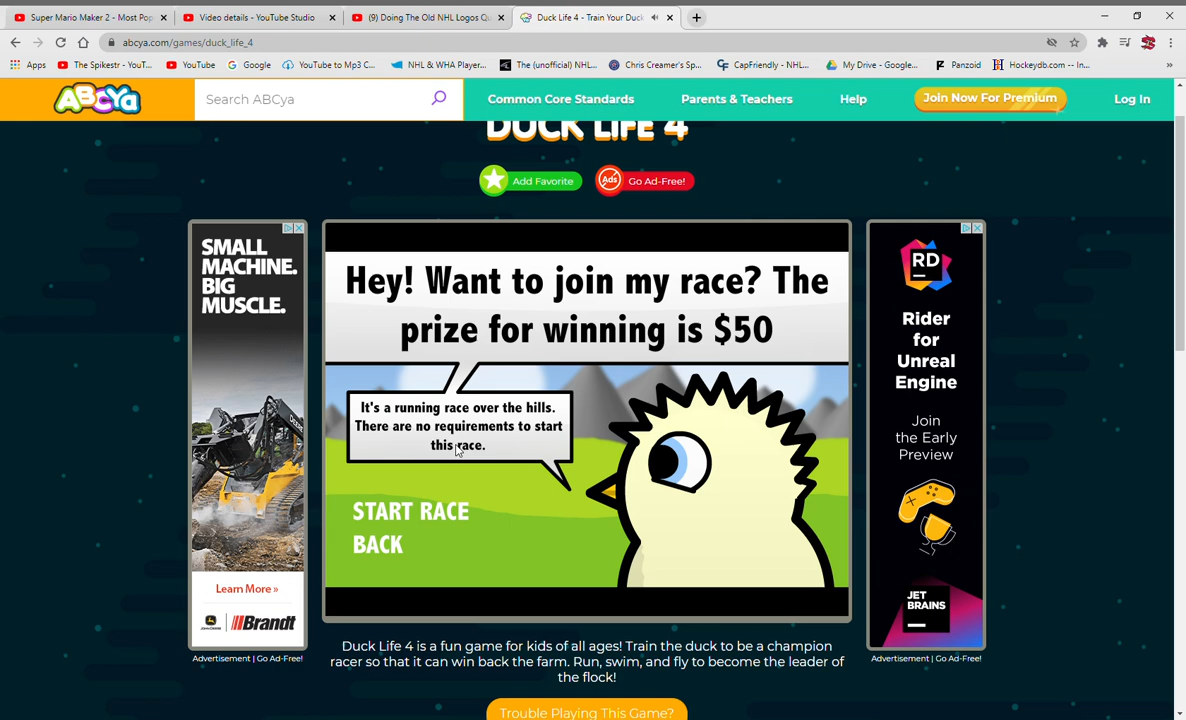 Super Mario Maker 2 - Most Pop
Video details - YouTube Studio
(9) Doing The Old NHL Logos Qu
Duck Life 4 - Train Your Duck
abcya.com/games/duck_life_4
Apps
The Spikestr - YouT...
YouTube
Google
YouTube to Mp3 C...
NHL & WHA Player...
The (unofficial) NHL...
Chris Creamer's Sp...
CapFriendly - NHL...
My Drive - Google...
Panzoid
Hockeydb.com -- In...
ABCYa
Search ABCya
Common Core Standards
Parents & Teachers
Help
Join Now For Premium
Log In
DUCK LIFE 4
Add Favorite
Ads
Go Ad-Free!
SMALL
MACHINE.
BIG
MUSCLE.
Learn More »
JOHN DEERE
Brandt
Advertisement | Go Ad-Free!
Hey! Want to join my race? The
prize for winning is $50
It's a running race over the hills.
There are no requirements to start
this race.
START RACE
BACK
RD
Rider
for
Unreal
Engine
Join
the Early
Preview
JET
BRAINS
Advertisement | Go Ad-Free!
Duck Life 4 is a fun game for kids of all ages! Train the duck to be a champion
racer so that it can win back the farm. Run, swim, and fly to become the leader of
the flock!
Trouble Playing This Game?